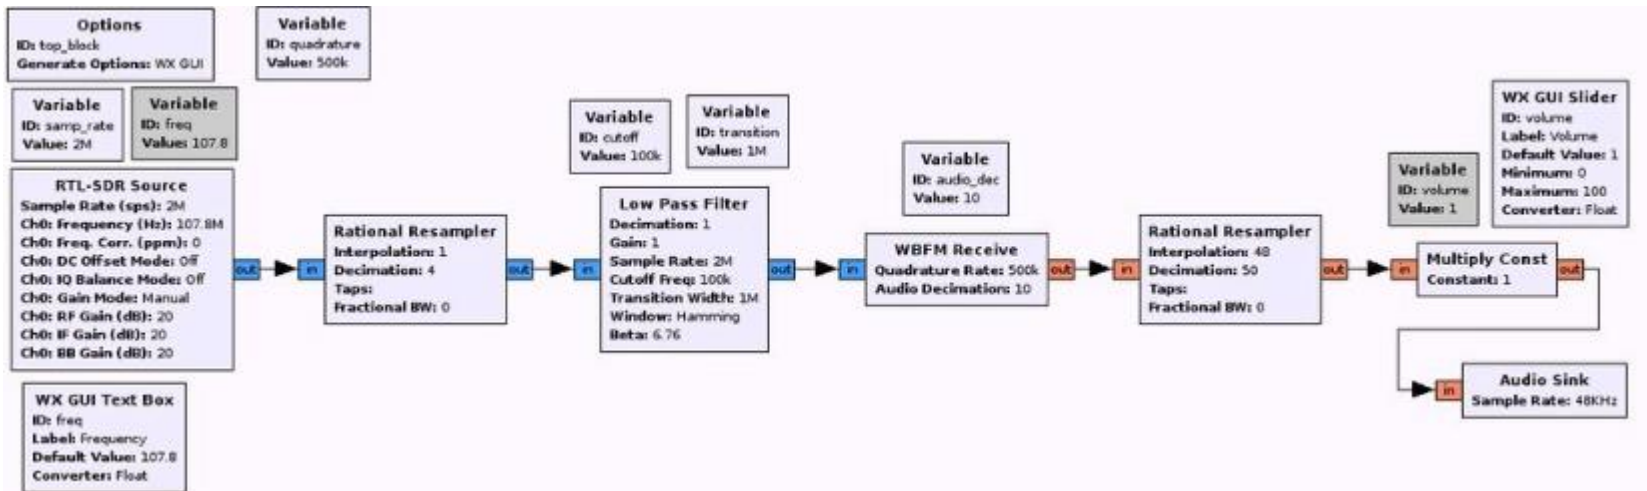 Options
ID: top_block
Generate Options: WX GUI
Variable
ID: quadrature
Value: 500k
Variable
ID: samp_rate
Value: 2M
Variable
ID: freq
Value: 107.8
RTL-SDR Source
Sample Rate (sps): 2M
Ch0: Frequency (Hz): 107.8M
Ch0: Freq. Corr. (ppm): 0
Ch0: DC Offset Mode: Off
Ch0: IQ Balance Mode: Off
Ch0: Gain Mode: Manual
Ch0: RF Gain (dB): 20
Ch0: IF Gain (dB): 20
Ch0: BB Gain (dB): 20
out
WX GUI Text Box
ID: freq
Label: Frequency
Default Value: 107.8
Converter: Float
in
Rational Resampler
Interpolation: 1
Decimation: 4
Taps:
Fractional BW: 0
out
Variable
ID: cutoff
Value: 100k
Variable
ID: transition
Value: 1M
in
Low Pass Filter
Decimation: 1
Gain: 1
Sample Rate: 2M
Cutoff Freq: 100k
Transition Width: 1M
Window: Hamming
Beta: 6.76
out
Variable
ID: audio_dec
Value: 10
in
WBFM Receive
Quadrature Rate: 500k
Audio Decimation: 10
out
in
Rational Resampler
Interpolation: 48
Decimation: 50
Taps:
Fractional BW: 0
out
Variable
ID: volume
Value: 1
WX GUI Slider
ID: volume
Label: Volume
Default Value: 1
Minimum: 0
Maximum: 100
Converter: Float
in
Multiply Const
Constant: 1
out
in
Audio Sink
Sample Rate: 48KHz